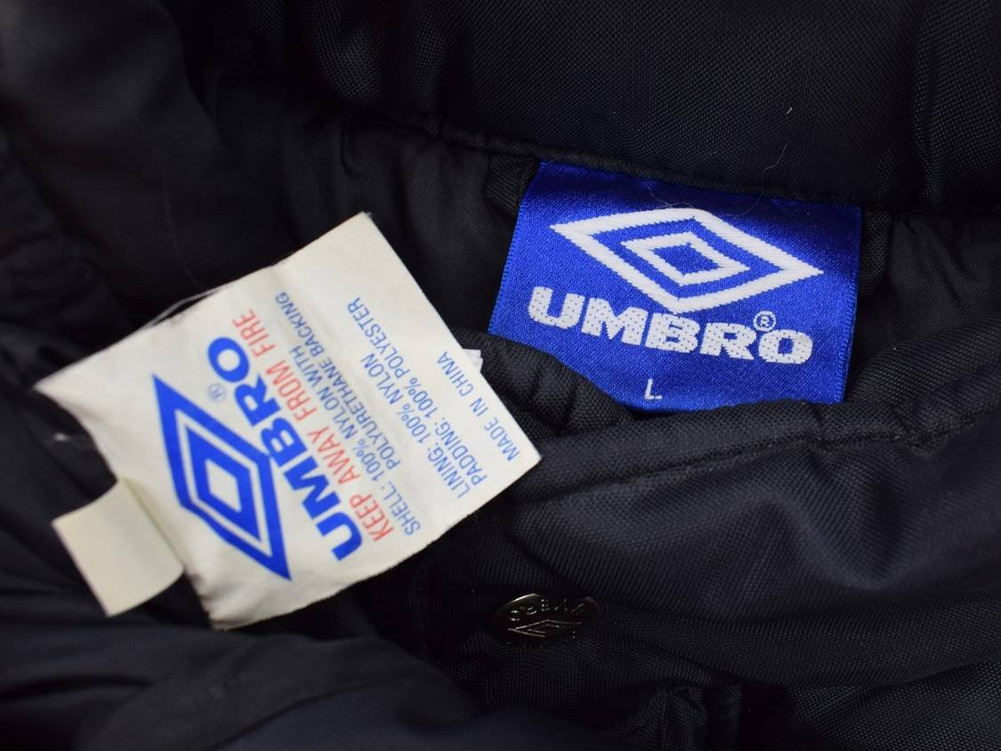 UMBRO®
L
UMBRO®
KEEP AWAY FROM FIRE
SHELL: 100% NYLON WITH
POLYURETHANE BACKING
LINING: 100% NYLON
PADDING: 100% POLYESTER
MADE IN CHINA
UMBRO